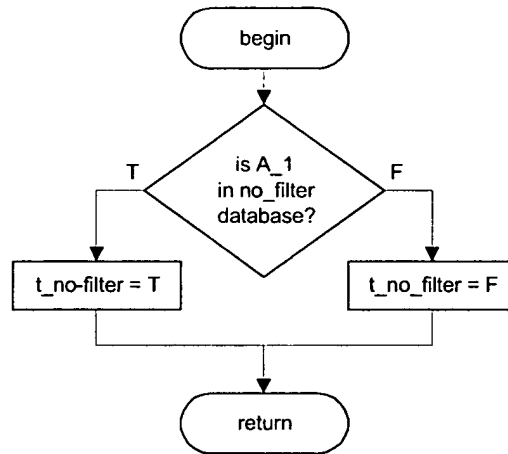 begin
T
F
is A_1
in no_filter
database?
t_no-filter = T
t_no_filter = F
return